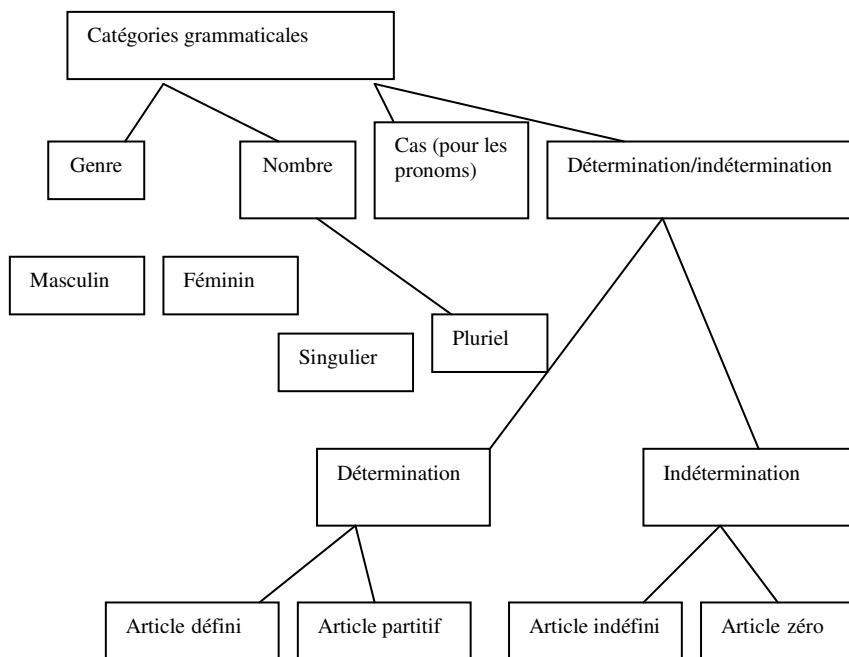 Catégories grammaticales
Genre
Nombre
Cas (pour les
pronoms)
Détermination/indétermination
Masculin
Féminin
Singulier
Pluriel
Détermination
Indétermination
Article défini
Article partitif
Article indéfini
Article zéro